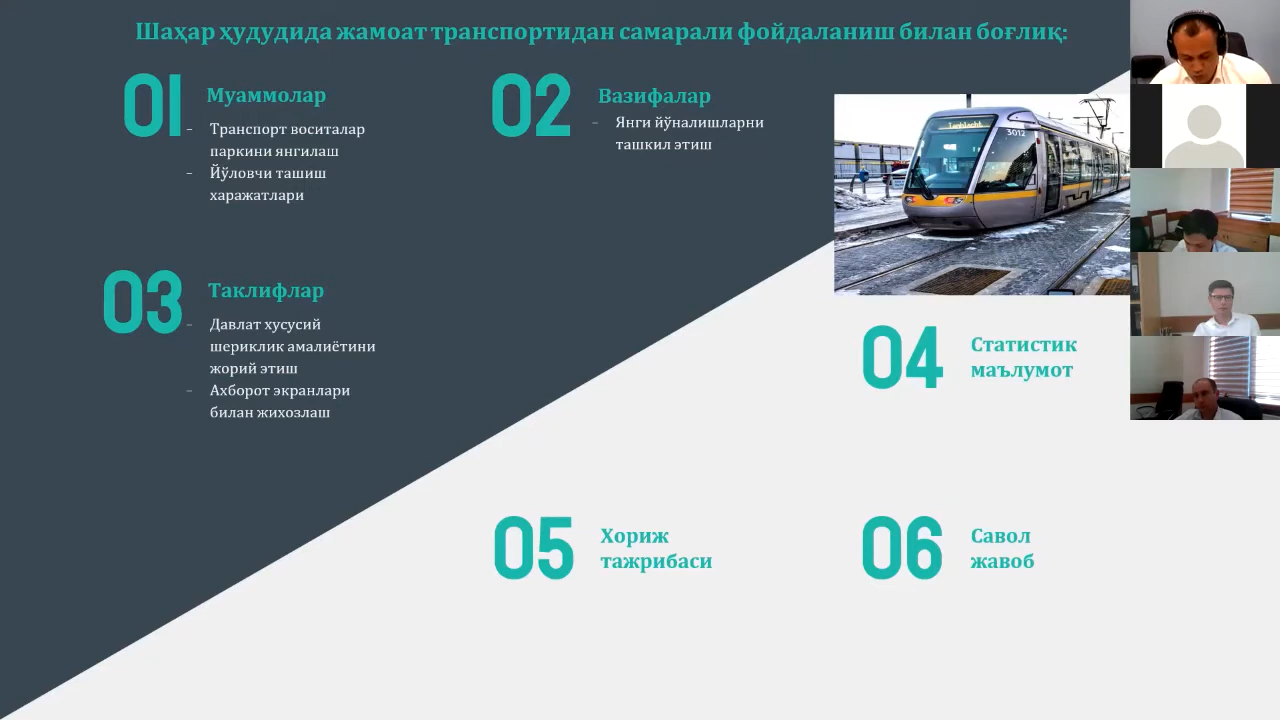 Шаҳар ҳудудида жамоат транспортидан самарали фойдаланиш билан боғлиқ:
01
Муаммолар
- Транспорт воситалар
паркини янгилаш
- Йўловчи ташиш
харажатлари
02
Вазифалар
- Янги йўналишларни
ташкил этиш
3012
03
Таклифлар
- Давлат хусусий
шериклик амалиётини
жорий этиш
- Ахборот экранлари
билан жихозлаш
04
Статистик
маълумот
05
Хориж
тажрибаси
06
Савол
жавоб